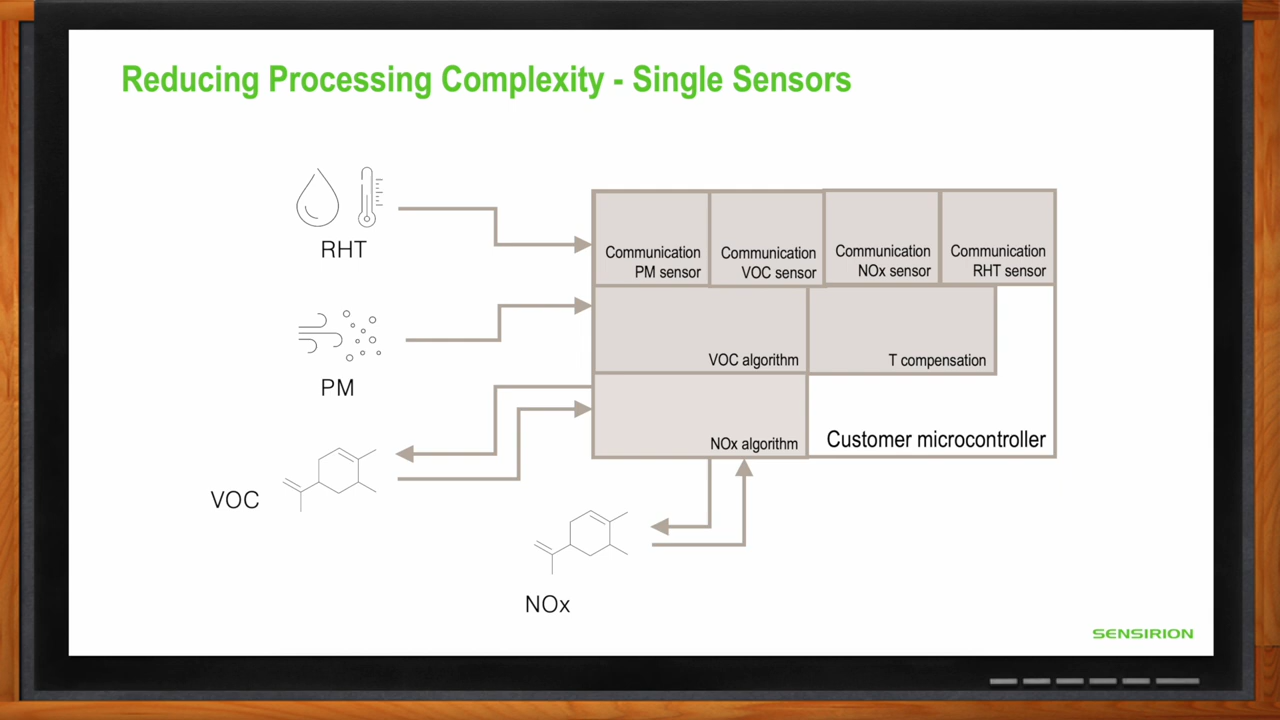 Reducing Processing Complexity - Single Sensors
RHT
PM
VOC
NOx
Communication
PM sensor
Communication
VOC sensor
Communication
NOx sensor
Communication
RHT sensor
VOC algorithm
T compensation
NOx algorithm
Customer microcontroller
SENSIRION